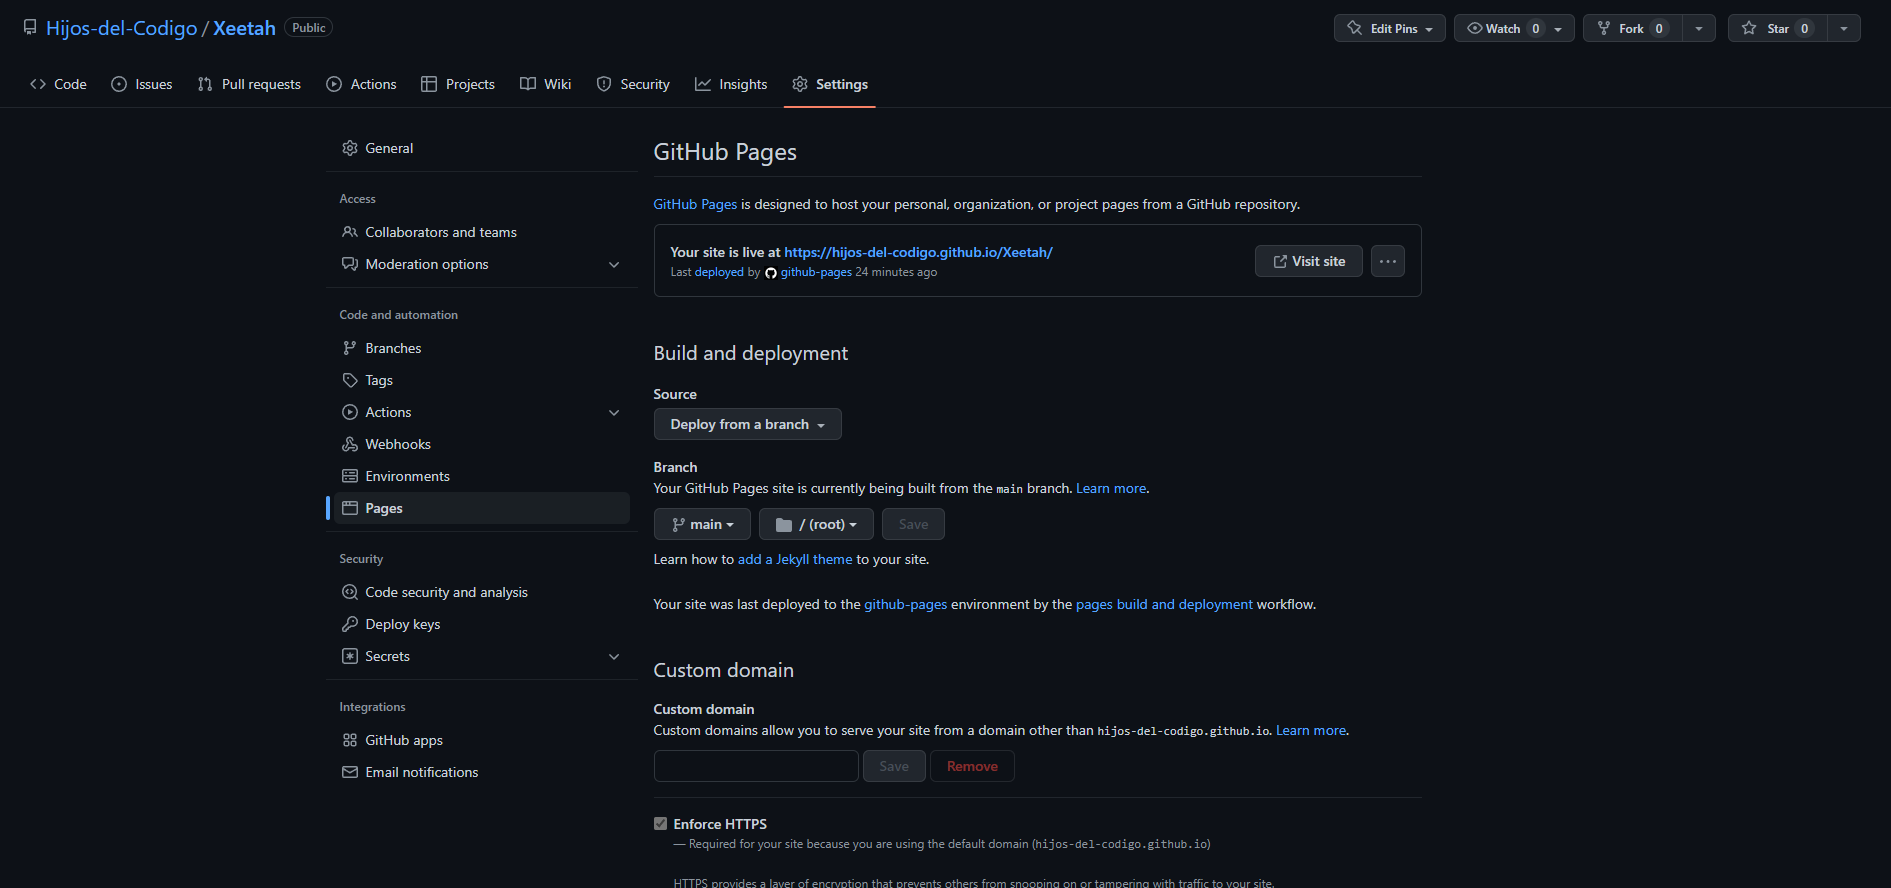 Hijos-del-Codigo / Xeetah Public
Edit Pins Watch 0 Fork 0 Star 0
Code Issues Pull requests Actions Projects Wiki Security Insights Settings
General
Access
Collaborators and teams
Moderation options
Code and automation
Branches
Tags
Actions
Webhooks
Environments
Pages
Security
Code security and analysis
Deploy keys
Secrets
Integrations
GitHub apps
Email notifications
GitHub Pages
GitHub Pages is designed to host your personal, organization, or project pages from a GitHub repository.
Your site is live at https://hijos-del-codigo.github.io/Xeetah/
Last deployed by github-pages 24 minutes ago
Visit site
Build and deployment
Source
Deploy from a branch
Branch
Your GitHub Pages site is currently being built from the main branch. Learn more.
main / (root) Save
Learn how to add a Jekyll theme to your site.
Your site was last deployed to the github-pages environment by the pages build and deployment workflow.
Custom domain
Custom domain
Custom domains allow you to serve your site from a domain other than hijos-del-codigo.github.io. Learn more.
Save Remove
Enforce HTTPS
— Required for your site because you are using the default domain (hijos-del-codigo.github.io)
HTTPS provides a layer of encryption that prevents others from snooping on or tampering with traffic to your site.